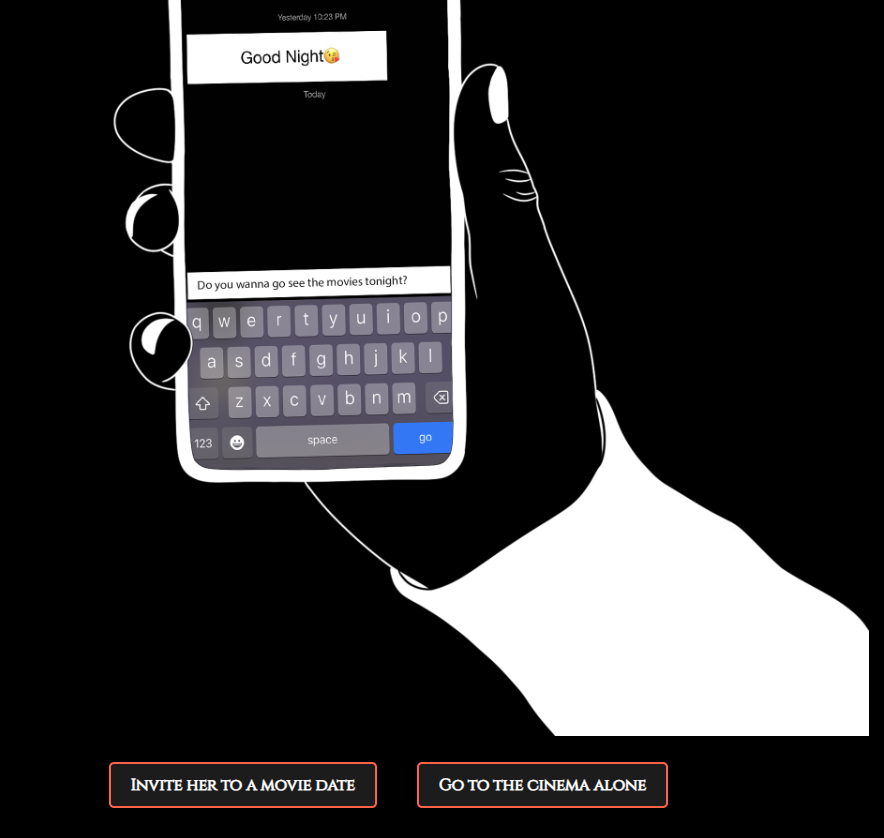 Yesterday 10:23 PM
Good Night😘
Today
Do you wanna go see the movies tonight?
q w e r t y u i o p
a s d f g h j k l
z x c v b n m
123 space go
Invite her to a movie date
Go to the cinema alone